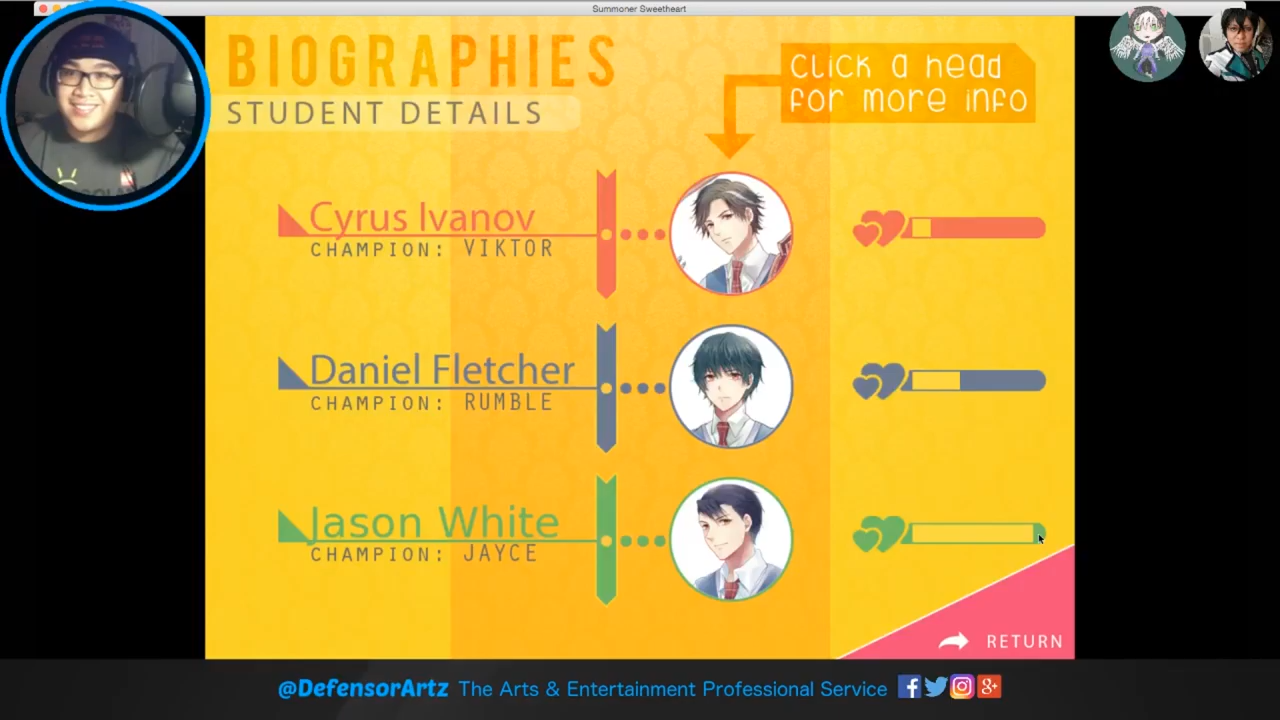 Summoner Sweetheart
BIOGRAPHIES
STUDENT DETAILS
CLICK A HEAD
FOR MORE INFO
Cyrus Ivanov
CHAMPION: VIKTOR
Daniel Fletcher
CHAMPION: RUMBLE
Jason White
CHAMPION: JAYCE
RETURN
@DefensorArtz The Arts & Entertainment Professional Service